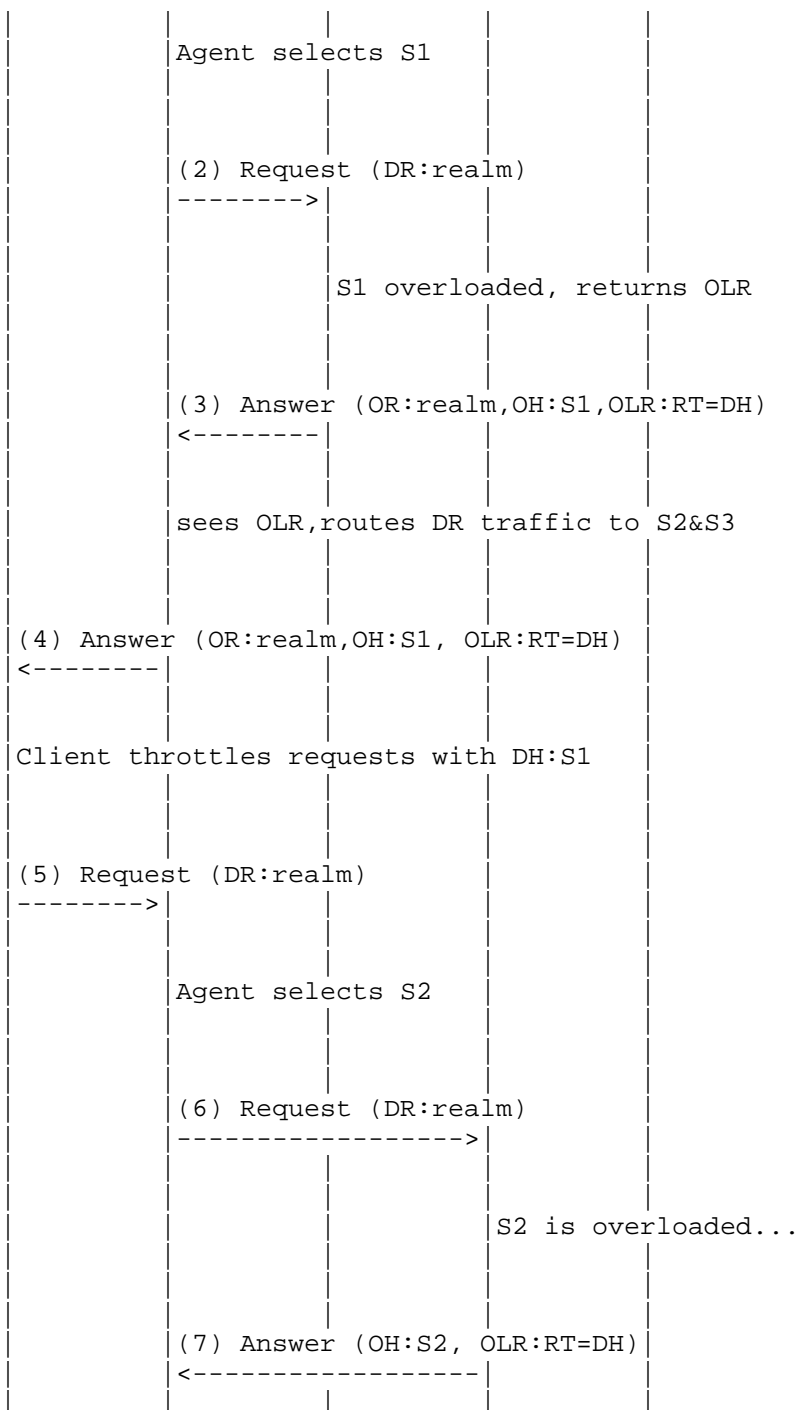 Agent selects S1
(2) Request (DR:realm)
-------->
S1 overloaded, returns OLR
(3) Answer (OR:realm,OH:S1,OLR:RT=DH)
<--------
sees OLR,routes DR traffic to S2&S3
(4) Answer (OR:realm,OH:S1, OLR:RT=DH)
<--------
Client throttles requests with DH:S1
(5) Request (DR:realm)
-------->
Agent selects S2
(6) Request (DR:realm)
------------------>
S2 is overloaded...
(7) Answer (OH:S2, OLR:RT=DH)
<------------------